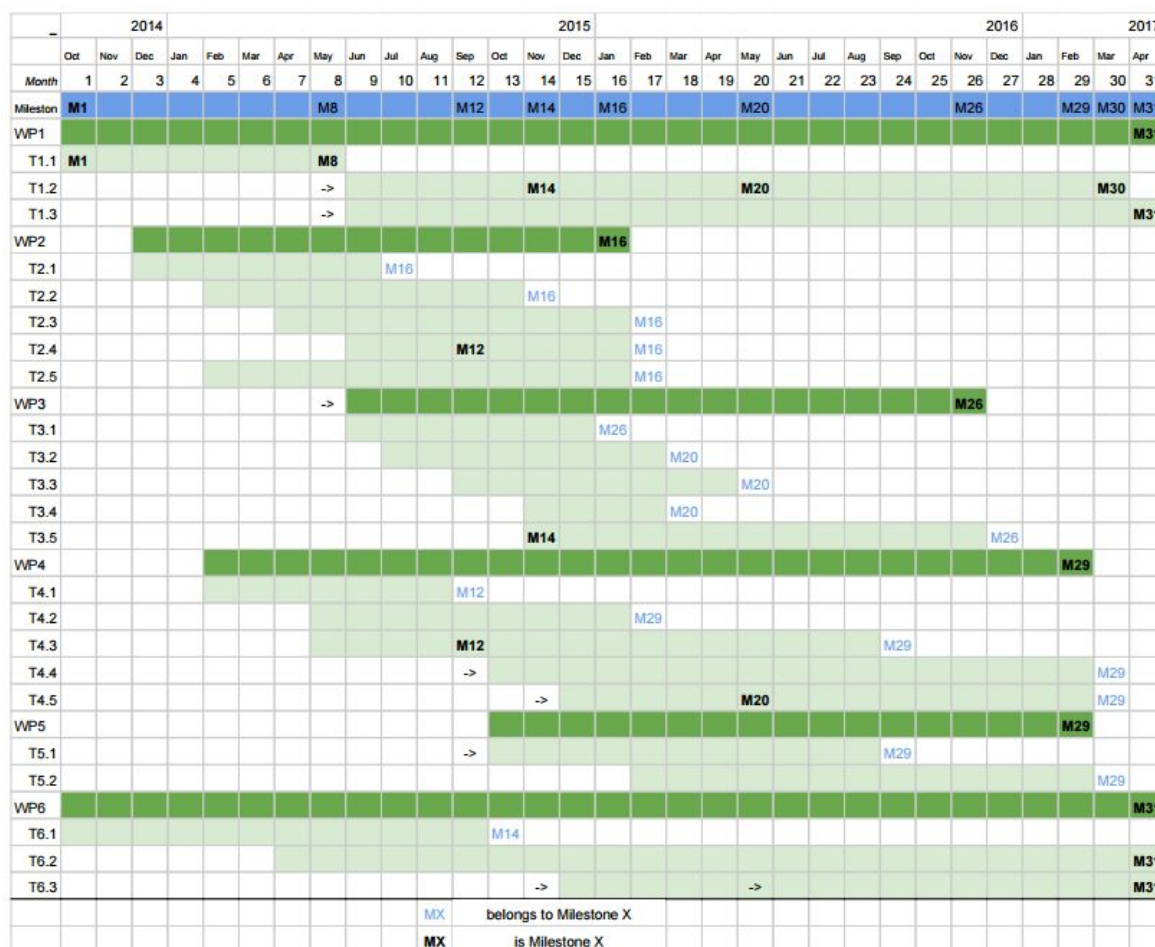 2014 2015 2016 2017
Oct Nov Dec Jan Feb Mar Apr May Jun Jul Aug Sep Oct Nov Dec Jan Feb Mar Apr May Jun Jul Aug Sep Oct Nov Dec Jan Feb Mar Apr
Month 1 2 3 4 5 6 7 8 9 10 11 12 13 14 15 16 17 18 19 20 21 22 23 24 25 26 27 28 29 30
Mileston M1 M8 M12 M14 M16 M20 M26 M29 M30
WP1
T1.1 M1 M8
T1.2 -> M14 M20 M30
T1.3 ->
WP2 M16
T2.1 M16
T2.2 M16
T2.3 M16
T2.4 M12 M16
T2.5 M16
WP3 -> M26
T3.1 M26
T3.2 M20
T3.3 M20
T3.4 M20
T3.5 M14 M26
WP4 M29
T4.1 M12
T4.2 M29
T4.3 M12 M29
T4.4 -> M29
T4.5 -> M20 M29
WP5 M29
T5.1 -> M29
T5.2 M29
WP6
T6.1 M14
T6.2
T6.3 -> ->
MX belongs to Milestone X
MX is Milestone X